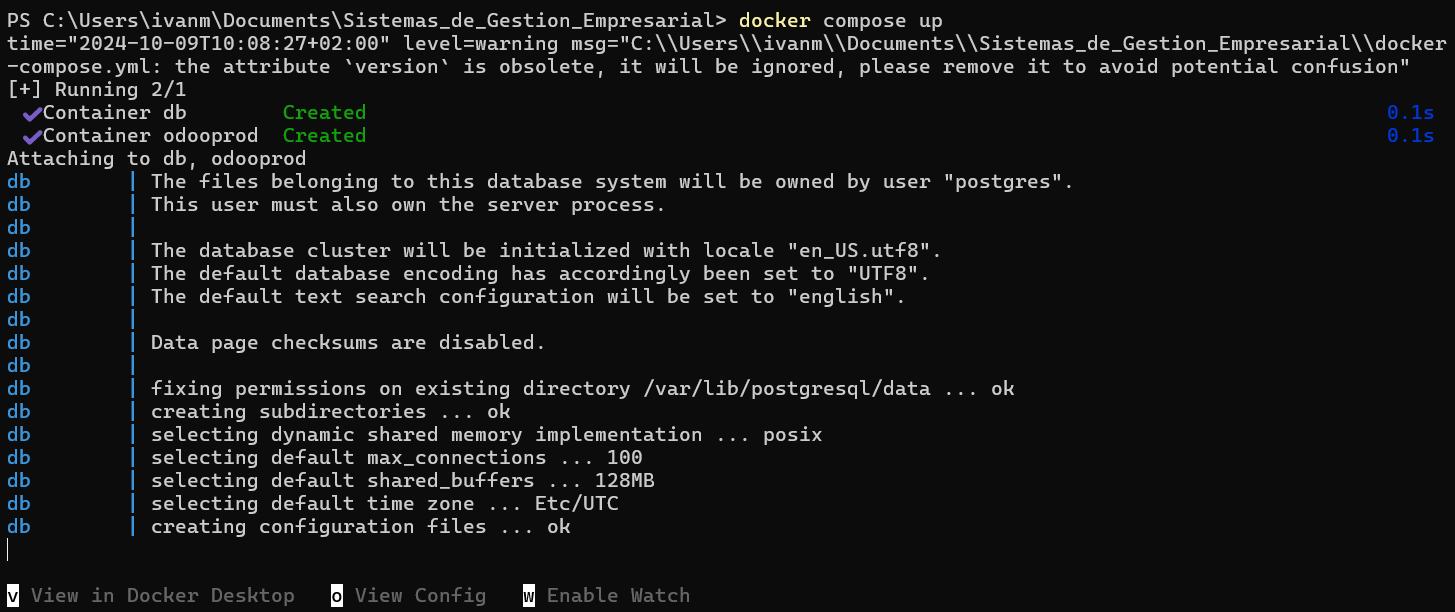 PS C:\Users\ivanm\Documents\Sistemas_de_Gestion_Empresarial> docker compose up
time="2024-10-09T10:08:27+02:00" level=warning msg="C:\\Users\\ivanm\\Documents\\Sistemas_de_Gestion_Empresarial\\docker
-compose.yml: the attribute `version` is obsolete, it will be ignored, please remove it to avoid potential confusion"
[+] Running 2/1
✔Container db        Created        0.1s
✔Container odooprod  Created        0.1s
Attaching to db, odooprod
db        | The files belonging to this database system will be owned by user "postgres".
db        | This user must also own the server process.
db        |
db        | The database cluster will be initialized with locale "en_US.utf8".
db        | The default database encoding has accordingly been set to "UTF8".
db        | The default text search configuration will be set to "english".
db        |
db        | Data page checksums are disabled.
db        |
db        | fixing permissions on existing directory /var/lib/postgresql/data ... ok
db        | creating subdirectories ... ok
db        | selecting dynamic shared memory implementation ... posix
db        | selecting default max_connections ... 100
db        | selecting default shared_buffers ... 128MB
db        | selecting default time zone ... Etc/UTC
db        | creating configuration files ... ok
v View in Docker Desktop   o View Config   w Enable Watch